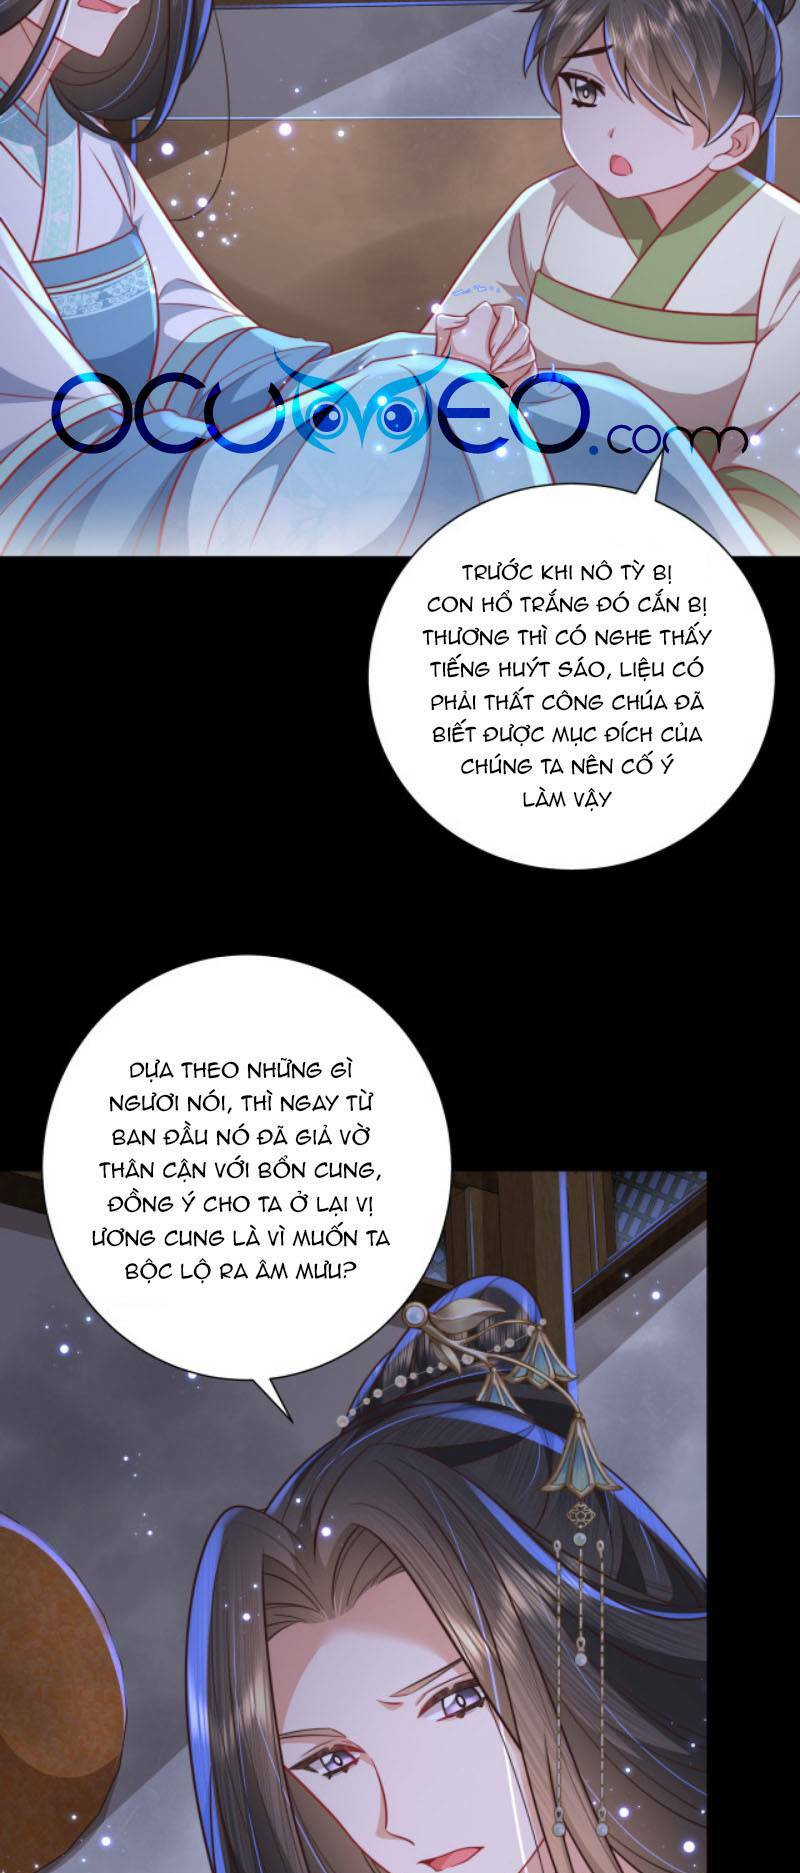 OCUMEO.com
TRƯỚC KHI NÔ TỲ BỊ
CON HỔ TRẮNG ĐÓ CẮN BỊ
THƯƠNG THÌ CÓ NGHE THẤY
TIẾNG HUÝT SÁO, LIỆU CÓ
PHẢI THẤT CÔNG CHÚA ĐÃ
BIẾT ĐƯỢC MỤC ĐÍCH CỦA
CHÚNG TA NÊN CỐ Ý
LÀM VẬY
DỰA THEO NHỮNG GÌ
NGƯƠI NÓI, THÌ NGAY TỪ
BAN ĐẦU NÓ ĐÃ GIẢ VỜ
THÂN CẬN VỚI BỔN CUNG,
ĐỒNG Ý CHO TA Ở LẠI VỊ
ƯƠNG CUNG LÀ VÌ MUỐN TA
BỘC LỘ RA ÂM MƯU?